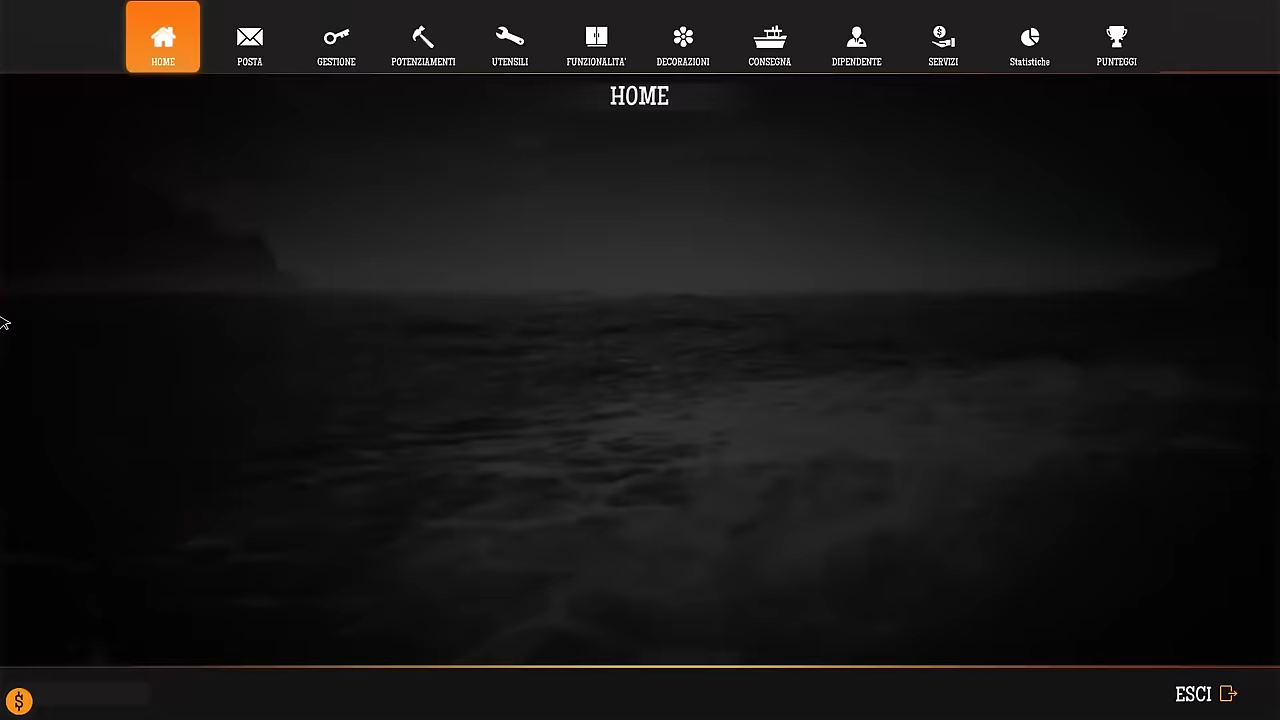 HOME
POSTA
GESTIONE
POTENZIAMENTI
UTENSILI
FUNZIONALITA'
DECORAZIONI
CONSEGNA
DIPENDENTE
SERVIZI
Statistiche
PUNTEGGI
HOME
$
ESCI